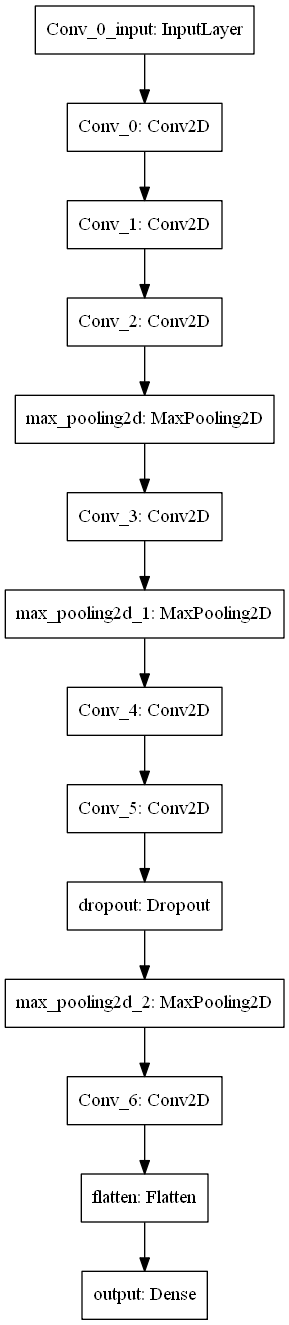 Conv_0_input: InputLayer
Conv_0: Conv2D
Conv_1: Conv2D
Conv_2: Conv2D
max_pooling2d: MaxPooling2D
Conv_3: Conv2D
max_pooling2d_1: MaxPooling2D
Conv_4: Conv2D
Conv_5: Conv2D
dropout: Dropout
max_pooling2d_2: MaxPooling2D
Conv_6: Conv2D
flatten: Flatten
output: Dense